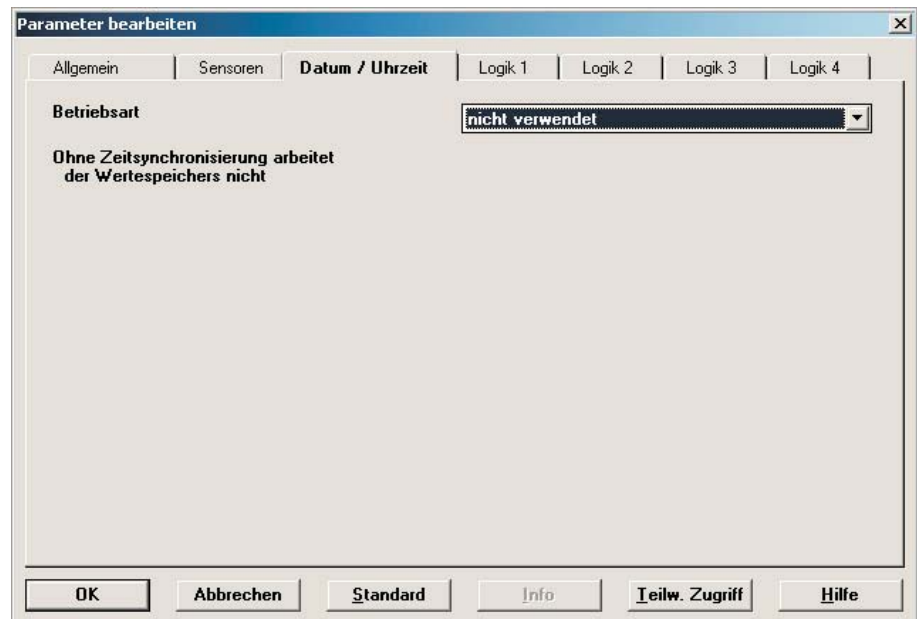 Parameter bearbeiten
Allgemein Sensoren Datum / Uhrzeit Logik 1 Logik 2 Logik 3 Logik 4
Betriebsart nicht verwendet
Ohne Zeitsynchronisierung arbeitet
der Wertespeichers nicht
OK Abbrechen Standard Info Teilw. Zugriff Hilfe